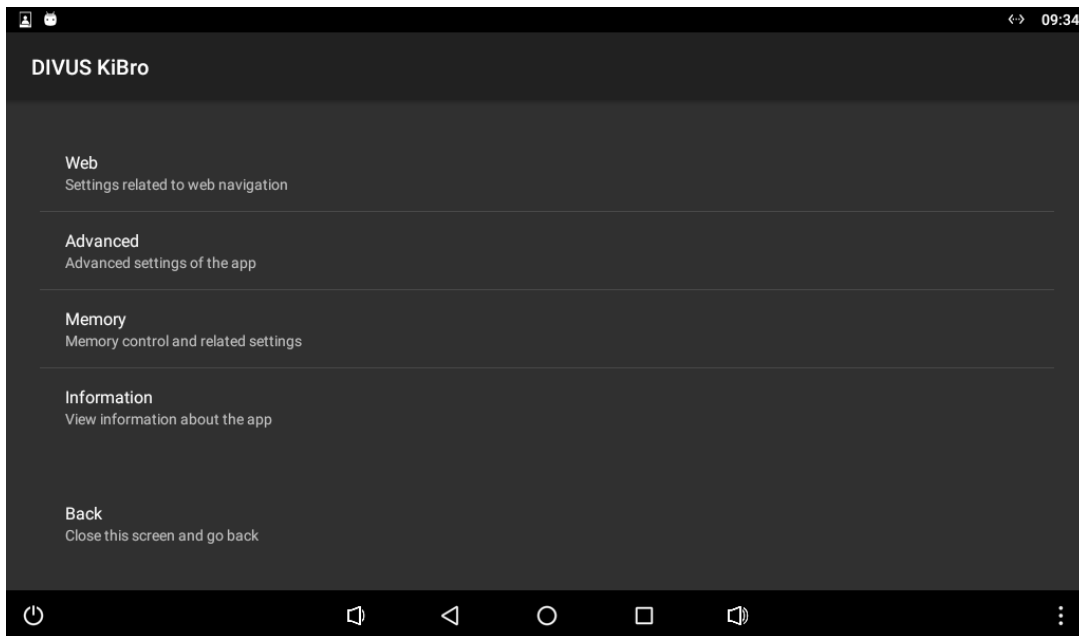 09:34
DIVUS KiBro
Web
Settings related to web navigation
Advanced
Advanced settings of the app
Memory
Memory control and related settings
Information
View information about the app
Back
Close this screen and go back